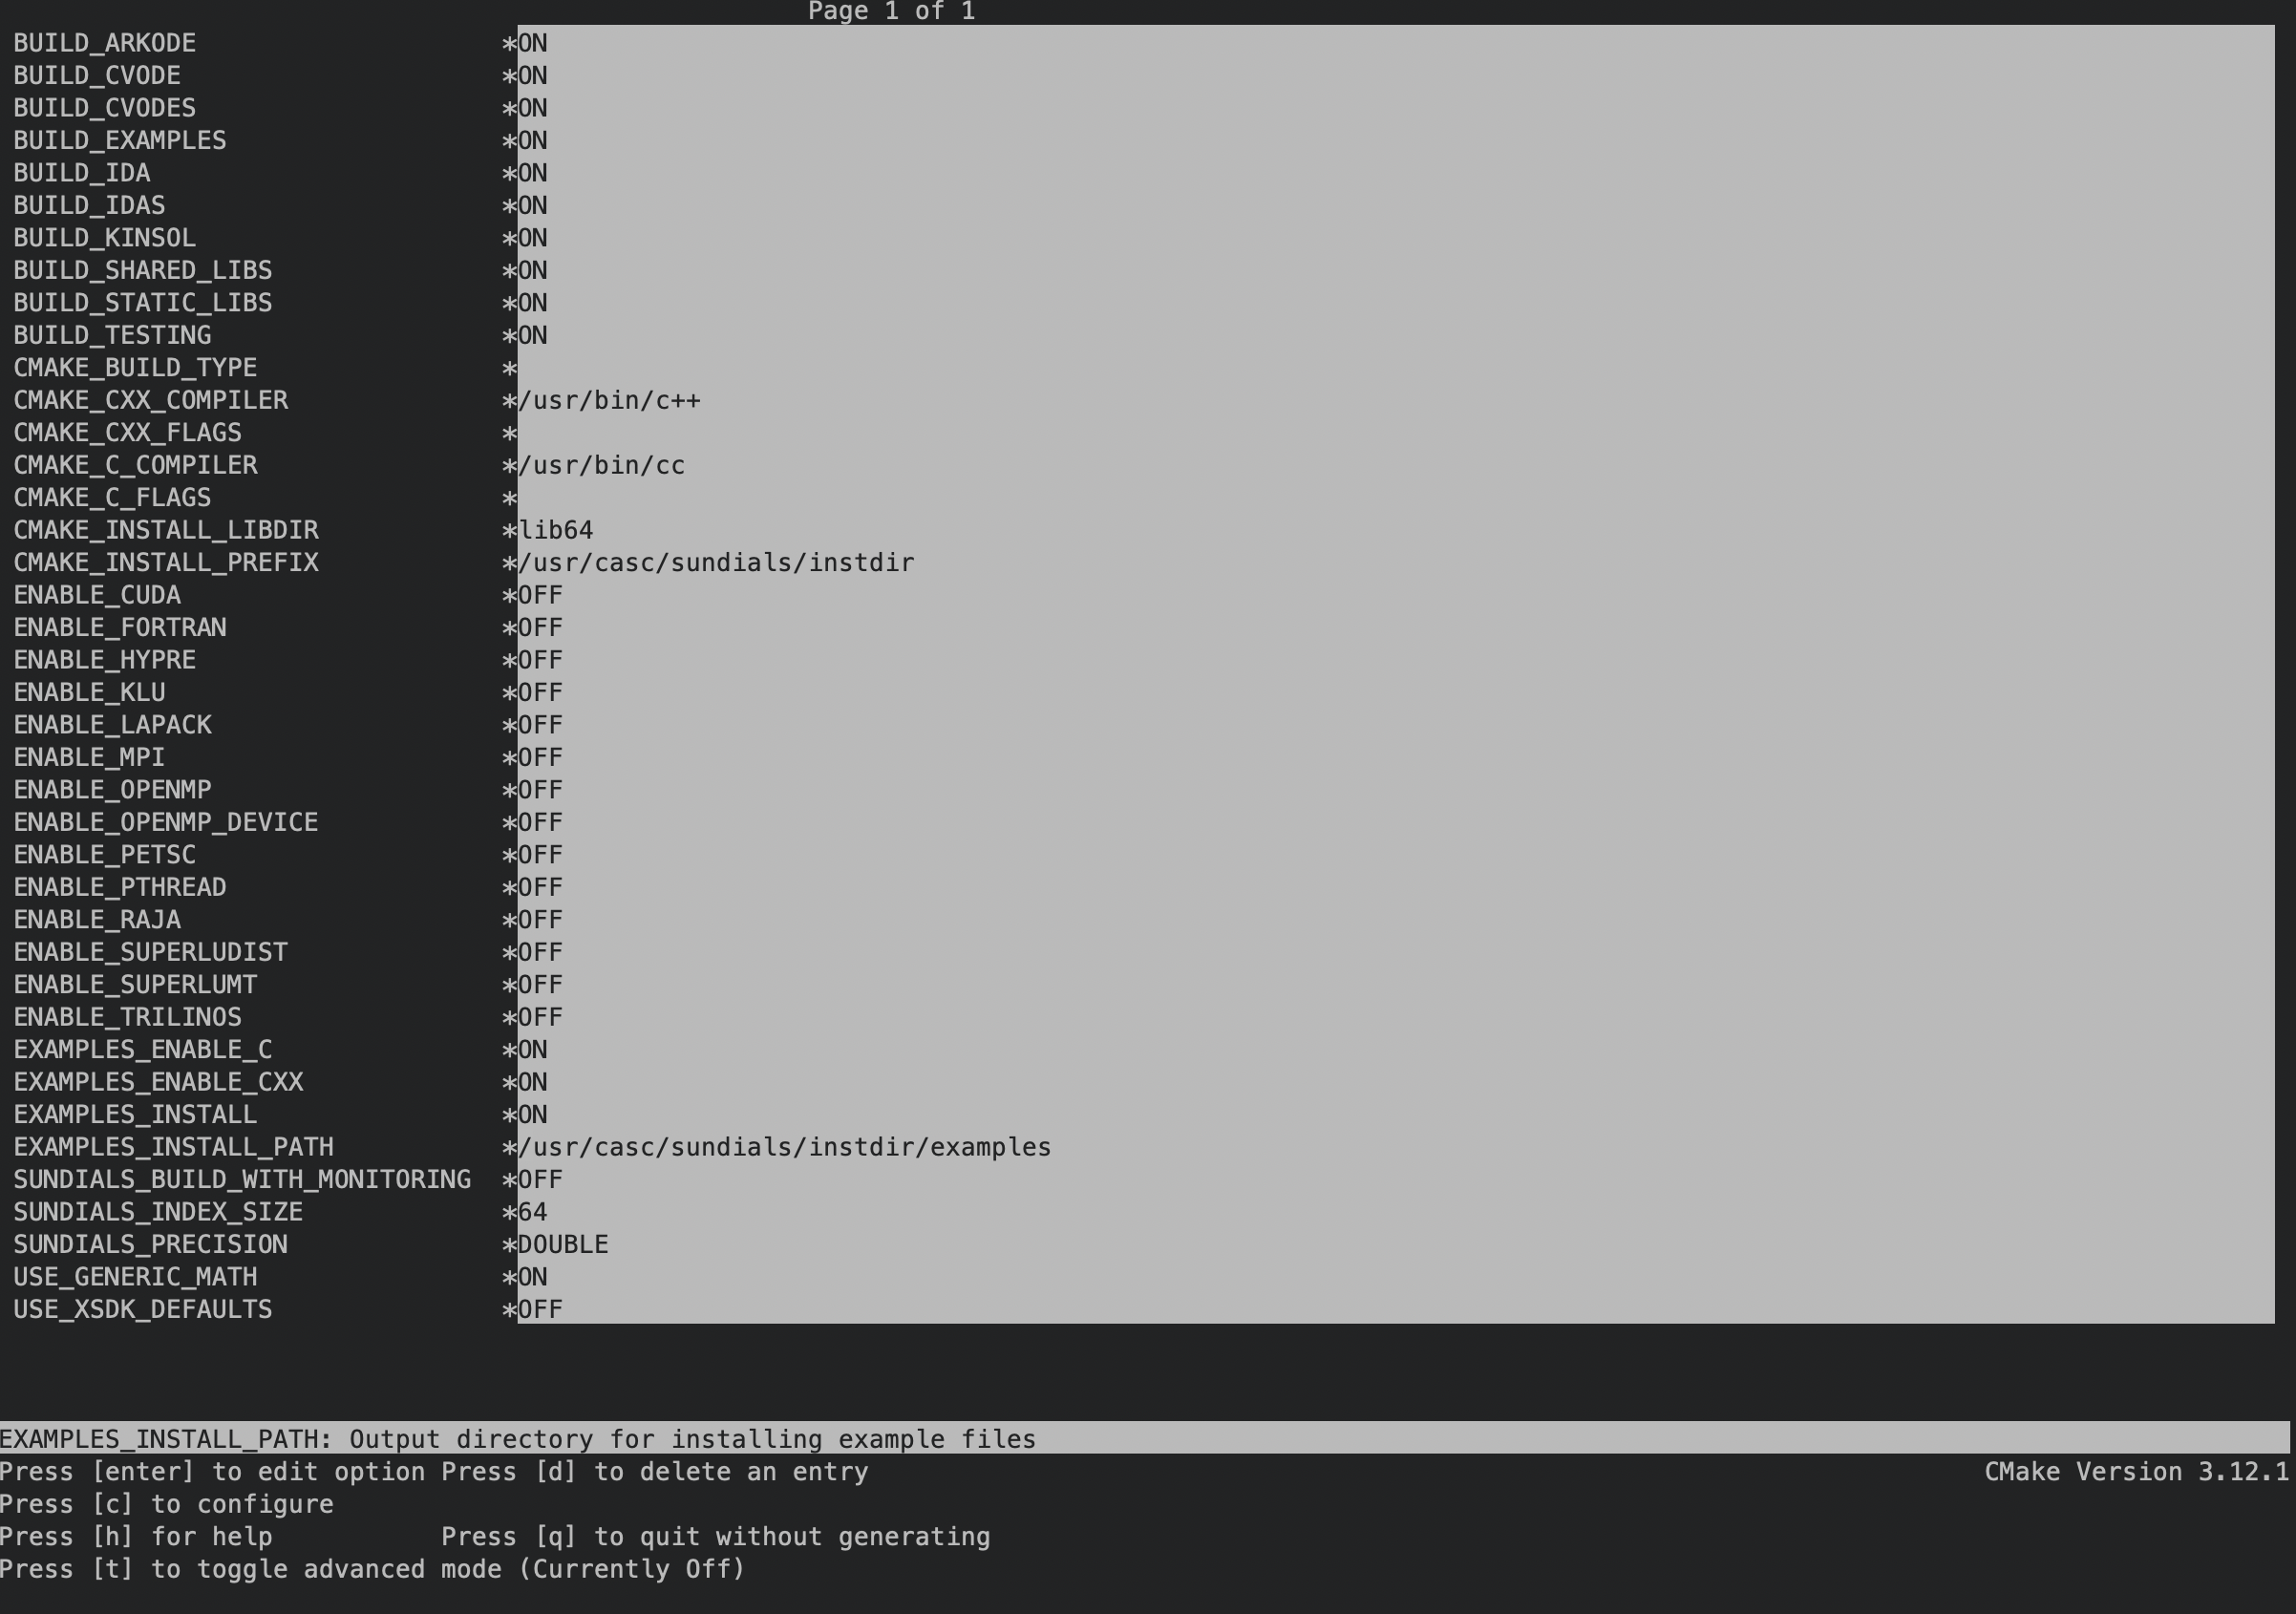 Page 1 of 1
BUILD_ARKODE *ON
BUILD_CVODE *ON
BUILD_CVODES *ON
BUILD_EXAMPLES *ON
BUILD_IDA *ON
BUILD_IDAS *ON
BUILD_KINSOL *ON
BUILD_SHARED_LIBS *ON
BUILD_STATIC_LIBS *ON
BUILD_TESTING *ON
CMAKE_BUILD_TYPE *
CMAKE_CXX_COMPILER */usr/bin/c++
CMAKE_CXX_FLAGS *
CMAKE_C_COMPILER */usr/bin/cc
CMAKE_C_FLAGS *
CMAKE_INSTALL_LIBDIR *lib64
CMAKE_INSTALL_PREFIX */usr/casc/sundials/instdir
ENABLE_CUDA *OFF
ENABLE_FORTRAN *OFF
ENABLE_HYPRE *OFF
ENABLE_KLU *OFF
ENABLE_LAPACK *OFF
ENABLE_MPI *OFF
ENABLE_OPENMP *OFF
ENABLE_OPENMP_DEVICE *OFF
ENABLE_PETSC *OFF
ENABLE_PTHREAD *OFF
ENABLE_RAJA *OFF
ENABLE_SUPERLUDIST *OFF
ENABLE_SUPERLUMT *OFF
ENABLE_TRILINOS *OFF
EXAMPLES_ENABLE_C *ON
EXAMPLES_ENABLE_CXX *ON
EXAMPLES_INSTALL *ON
EXAMPLES_INSTALL_PATH */usr/casc/sundials/instdir/examples
SUNDIALS_BUILD_WITH_MONITORING *OFF
SUNDIALS_INDEX_SIZE *64
SUNDIALS_PRECISION *DOUBLE
USE_GENERIC_MATH *ON
USE_XSDK_DEFAULTS *OFF
EXAMPLES_INSTALL_PATH: Output directory for installing example files
Press [enter] to edit option Press [d] to delete an entry CMake Version 3.12.1
Press [c] to configure
Press [h] for help Press [q] to quit without generating
Press [t] to toggle advanced mode (Currently Off)